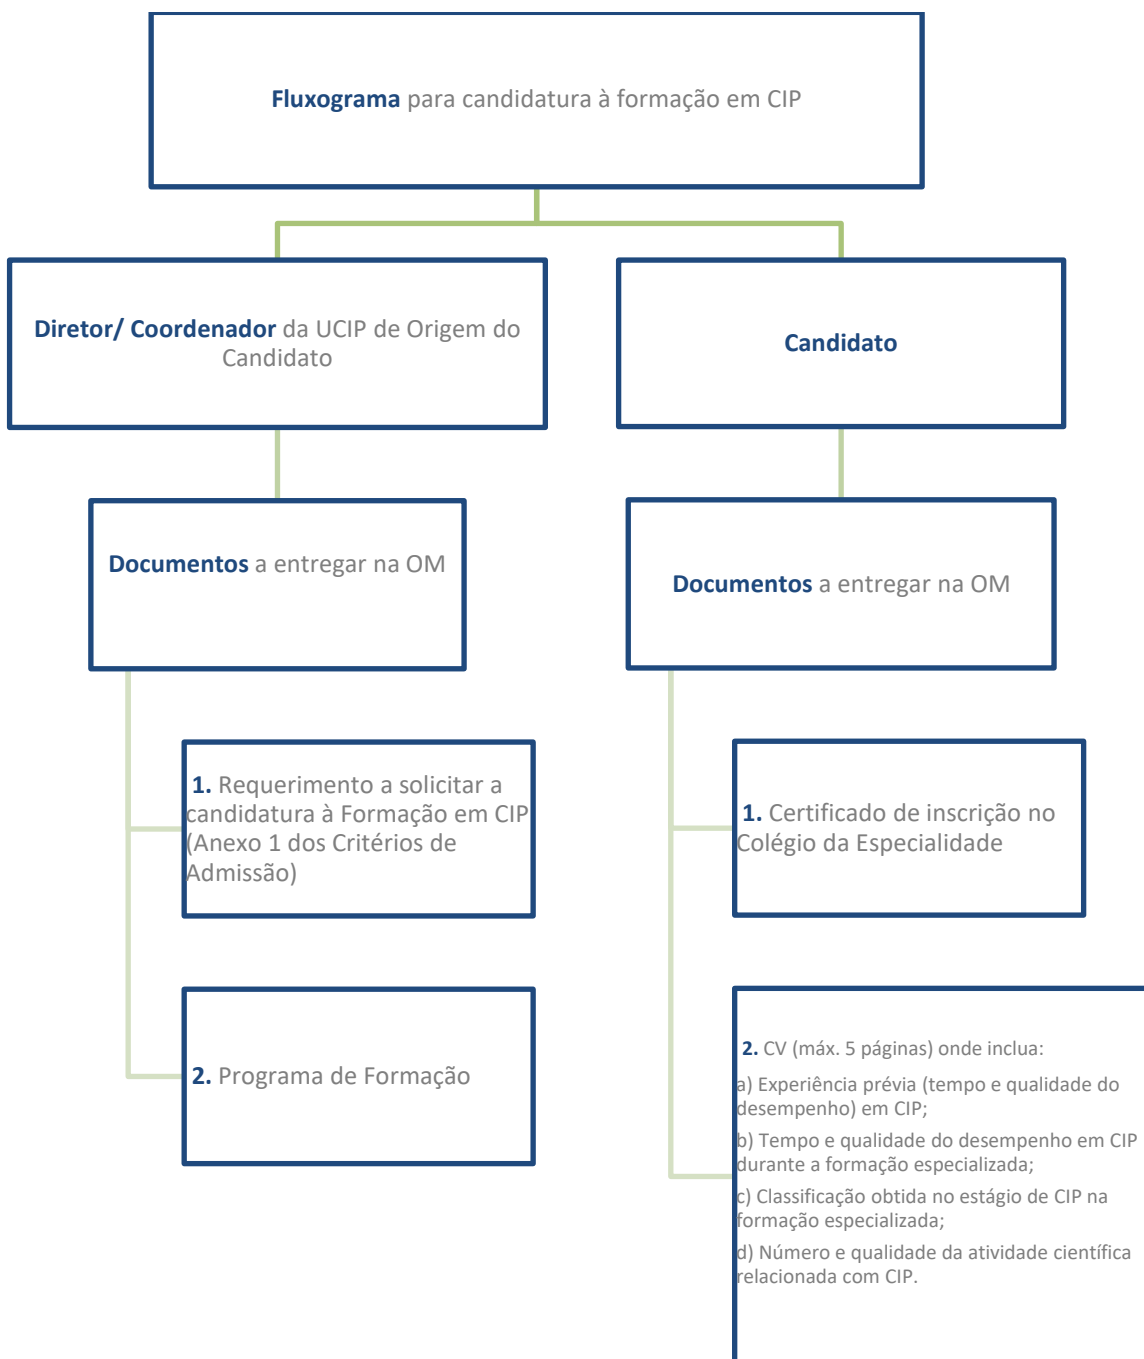 Fluxograma para candidatura à formação em CIP
Diretor/ Coordenador da UCIP de Origem do
Candidato
Documentos a entregar na OM
1. Requerimento a solicitar a
candidatura à Formação em CIP
(Anexo 1 dos Critérios de
Admissão)
2. Programa de Formação
Candidato
Documentos a entregar na OM
1. Certificado de inscrição no
Colégio da Especialidade
2. CV (máx. 5 páginas) onde inclua:
a) Experiência prévia (tempo e qualidade do
desempenho) em CIP;
b) Tempo e qualidade do desempenho em CIP
durante a formação especializada;
c) Classificação obtida no estágio de CIP na
formação especializada;
d) Número e qualidade da atividade científica
relacionada com CIP.